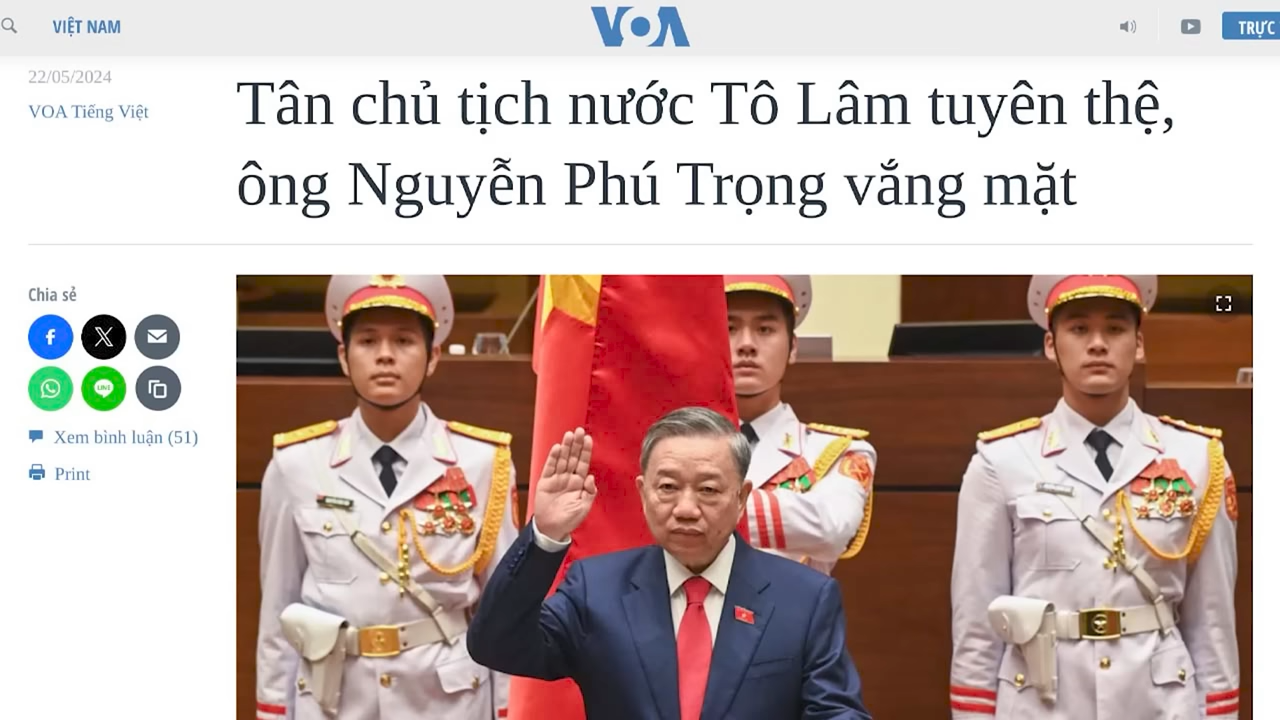 VIỆT NAM
VOA
TRỰC
22/05/2024
VOA Tiếng Việt
Tân chủ tịch nước Tô Lâm tuyên thệ,
ông Nguyễn Phú Trọng vắng mặt
Chia sẻ
LINE
Xem bình luận (51)
Print